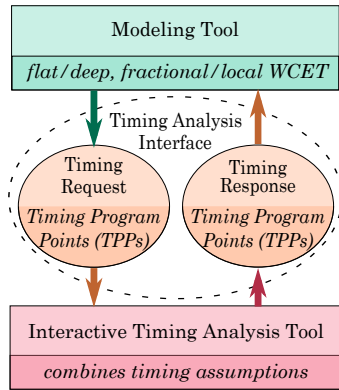 Modeling Tool
flat/deep, fractional/local WCET
Timing Analysis
Interface
Timing
Request
Timing Program
Points (TPPs)
Timing
Response
Timing Program
Points (TPPs)
Interactive Timing Analysis Tool
combines timing assumptions